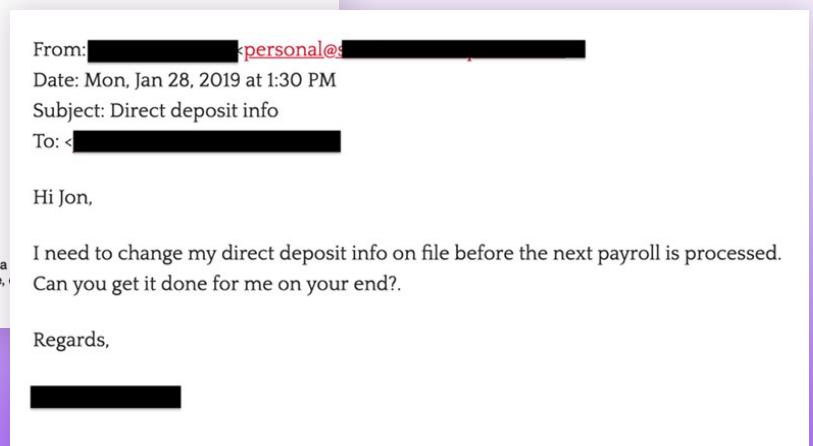 From: <personal@s
Date: Mon, Jan 28, 2019 at 1:30 PM
Subject: Direct deposit info
To: <
Hi Jon,
I need to change my direct deposit info on file before the next payroll is processed.
Can you get it done for me on your end?.
Regards,